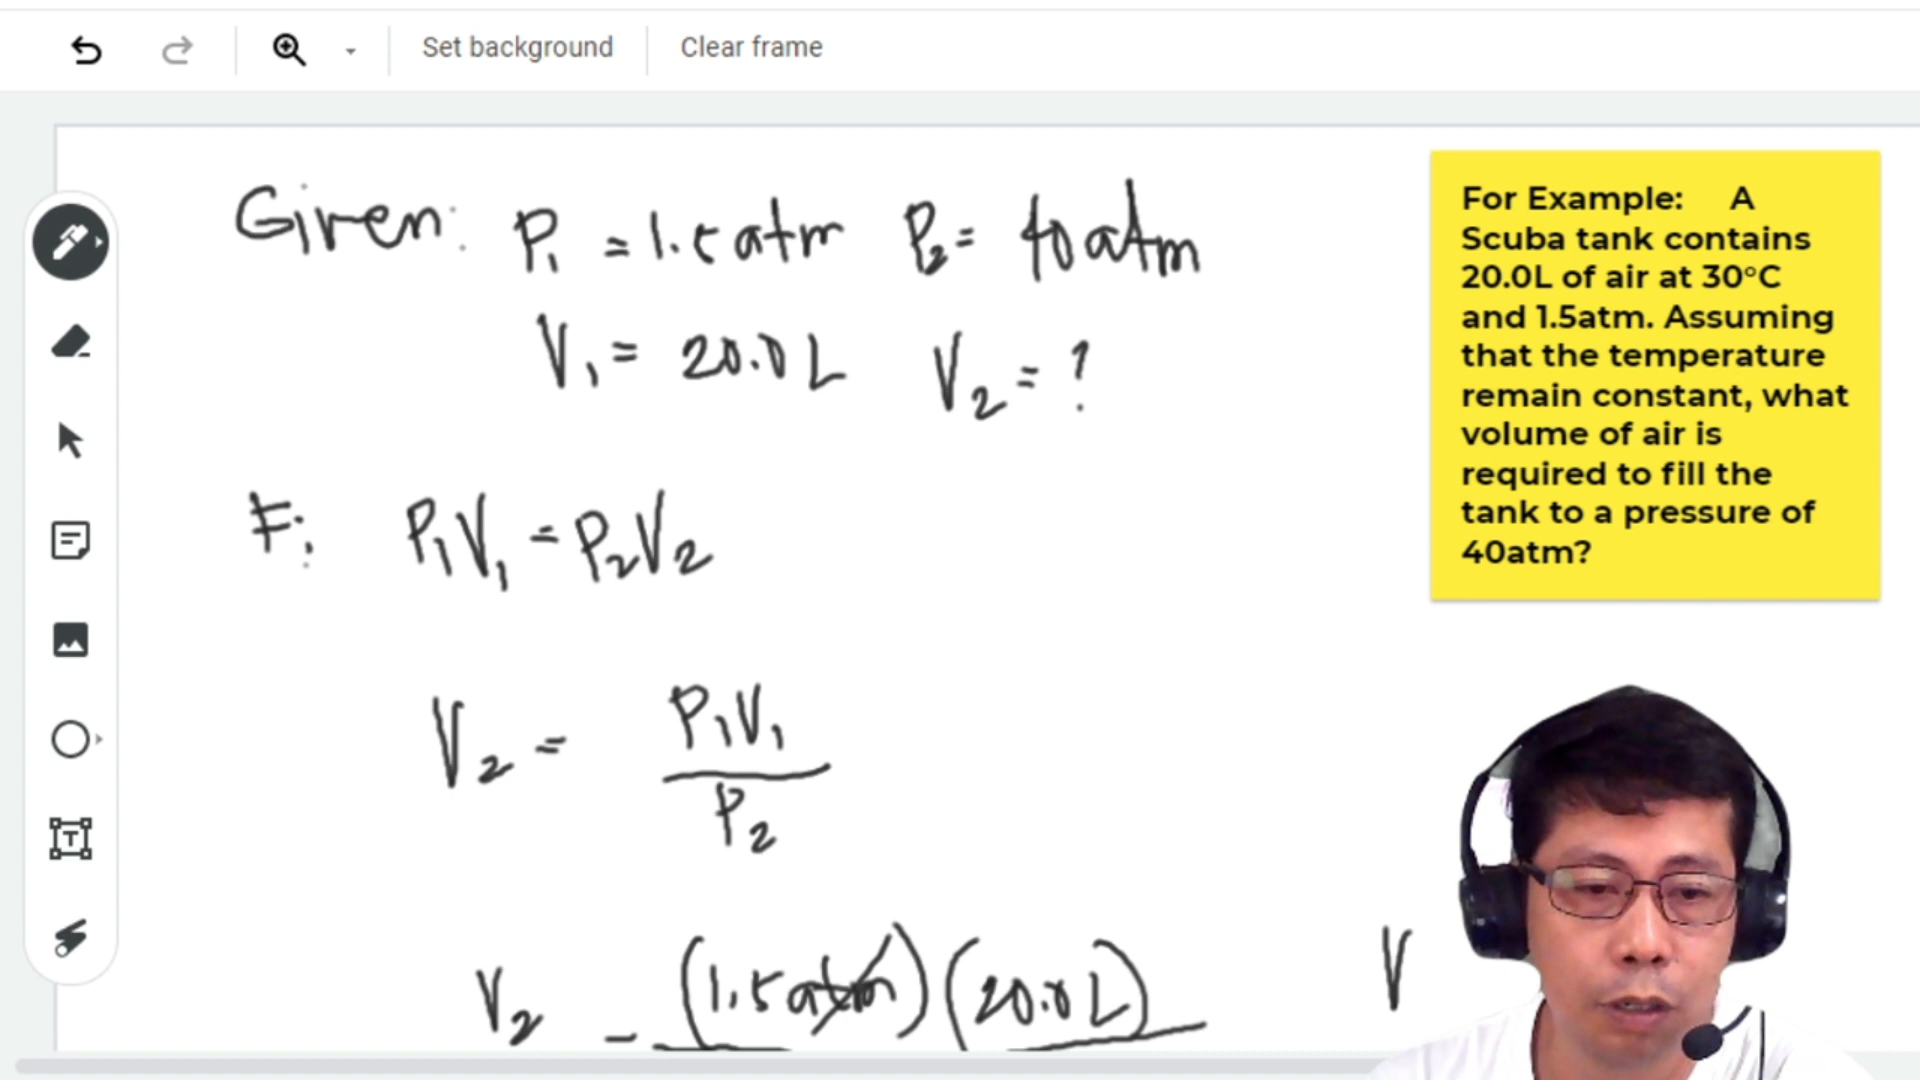 Set background Clear frame
Given: P1 = 1.5 atm P2 = 40 atm
V1 = 20.0 L V2 = ?
F: P1V1 = P2V2
V2 = P1V1
P2
V2 = (1.5 atm)(20.0 L)
V
For Example: A
Scuba tank contains
20.0L of air at 30°C
and 1.5atm. Assuming
that the temperature
remain constant, what
volume of air is
required to fill the
tank to a pressure of
40atm?